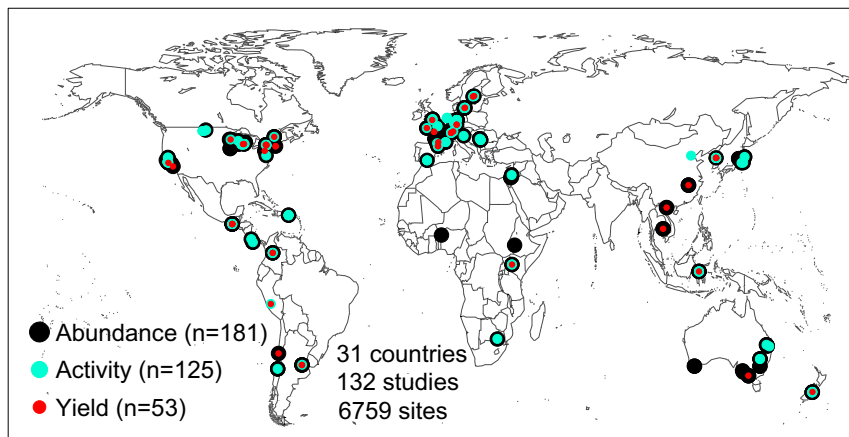 Abundance (n=181)
Activity (n=125)
Yield (n=53)
31 countries
132 studies
6759 sites